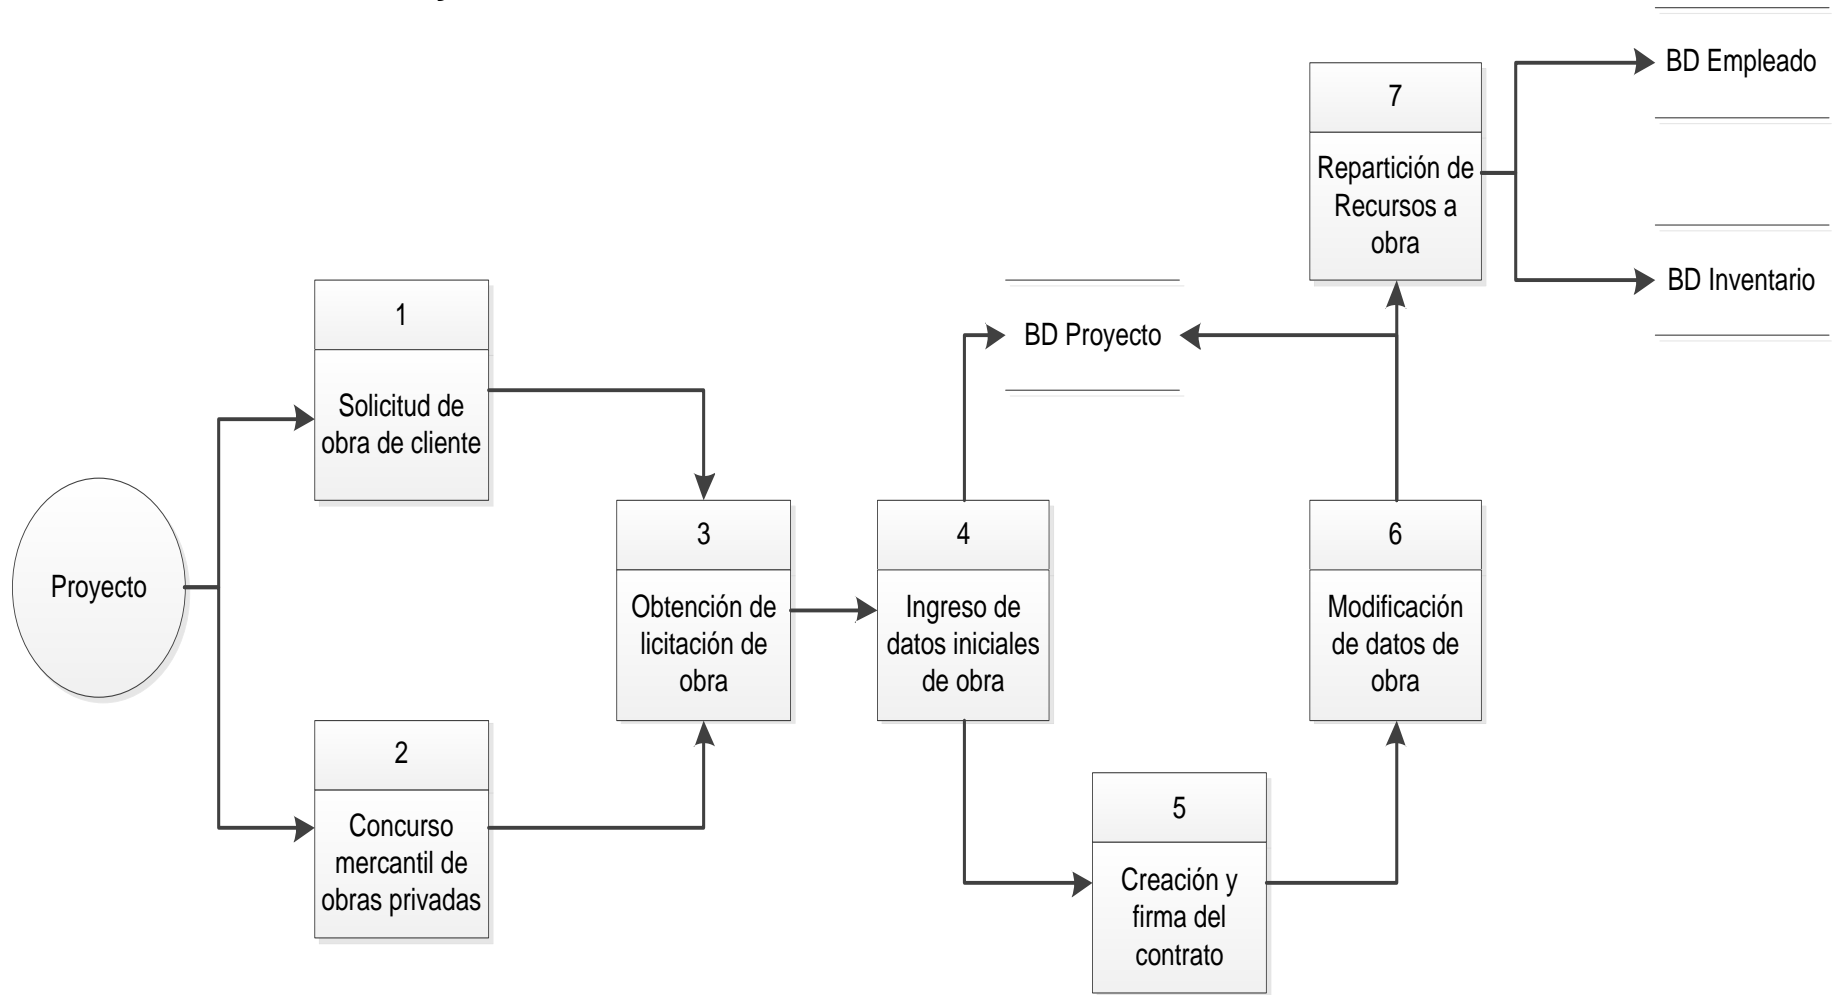 BD Empleado
7
Repartición de
Recursos a
obra
BD Inventario
1
Solicitud de
obra de cliente
BD Proyecto
Proyecto
3
Obtención de
licitación de
obra
4
Ingreso de
datos iniciales
de obra
6
Modificación
de datos de
obra
2
Concurso
mercantil de
obras privadas
5
Creación y
firma del
contrato